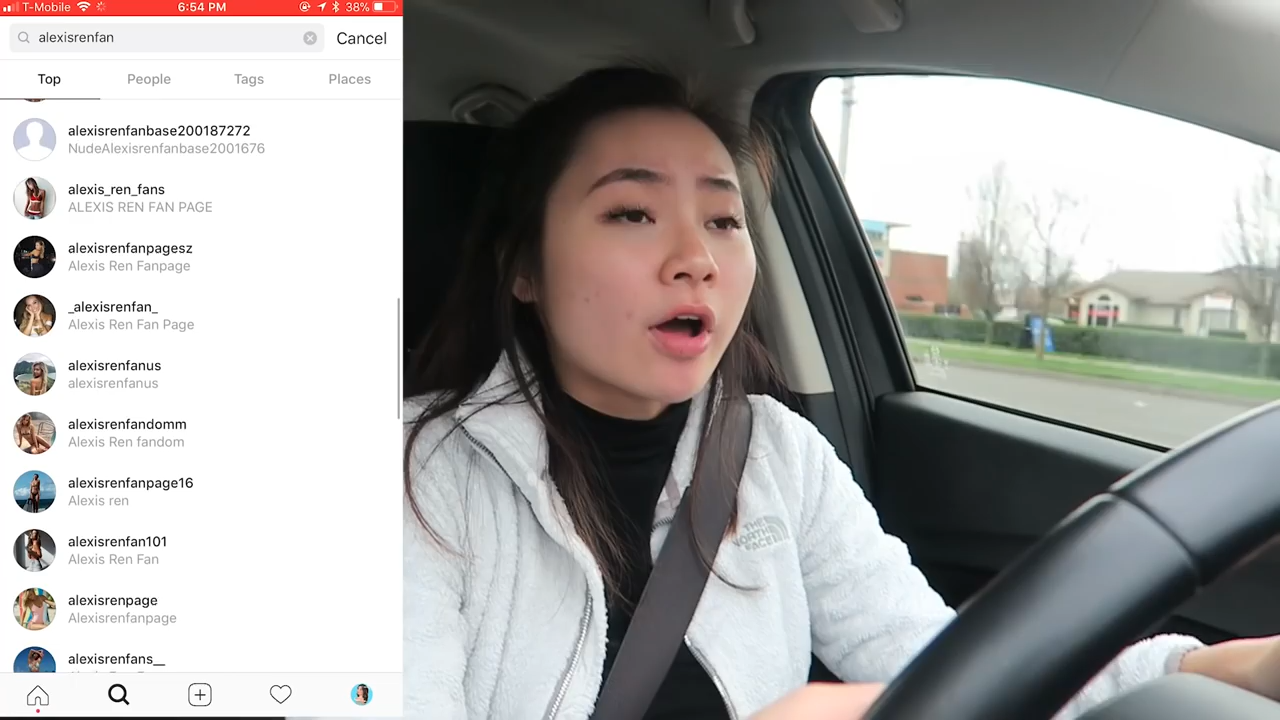 T-Mobile
6:54 PM
38%
alexisrenfan
Cancel
Top
People
Tags
Places
alexisrenfanbase200187272
NudeAlexisrenfanbase2001676
alexis_ren_fans
ALEXIS REN FAN PAGE
alexisrenfanpagesz
Alexis Ren Fanpage
_alexisrenfan_
Alexis Ren Fan Page
alexisrenfanus
alexisrenfanus
alexisrenfandomm
Alexis Ren fandom
alexisrenfanpage16
Alexis ren
alexisrenfan101
Alexis Ren Fan
alexisrenpage
Alexisrenfanpage
alexisrenfans__
THE
NORTH
FACE